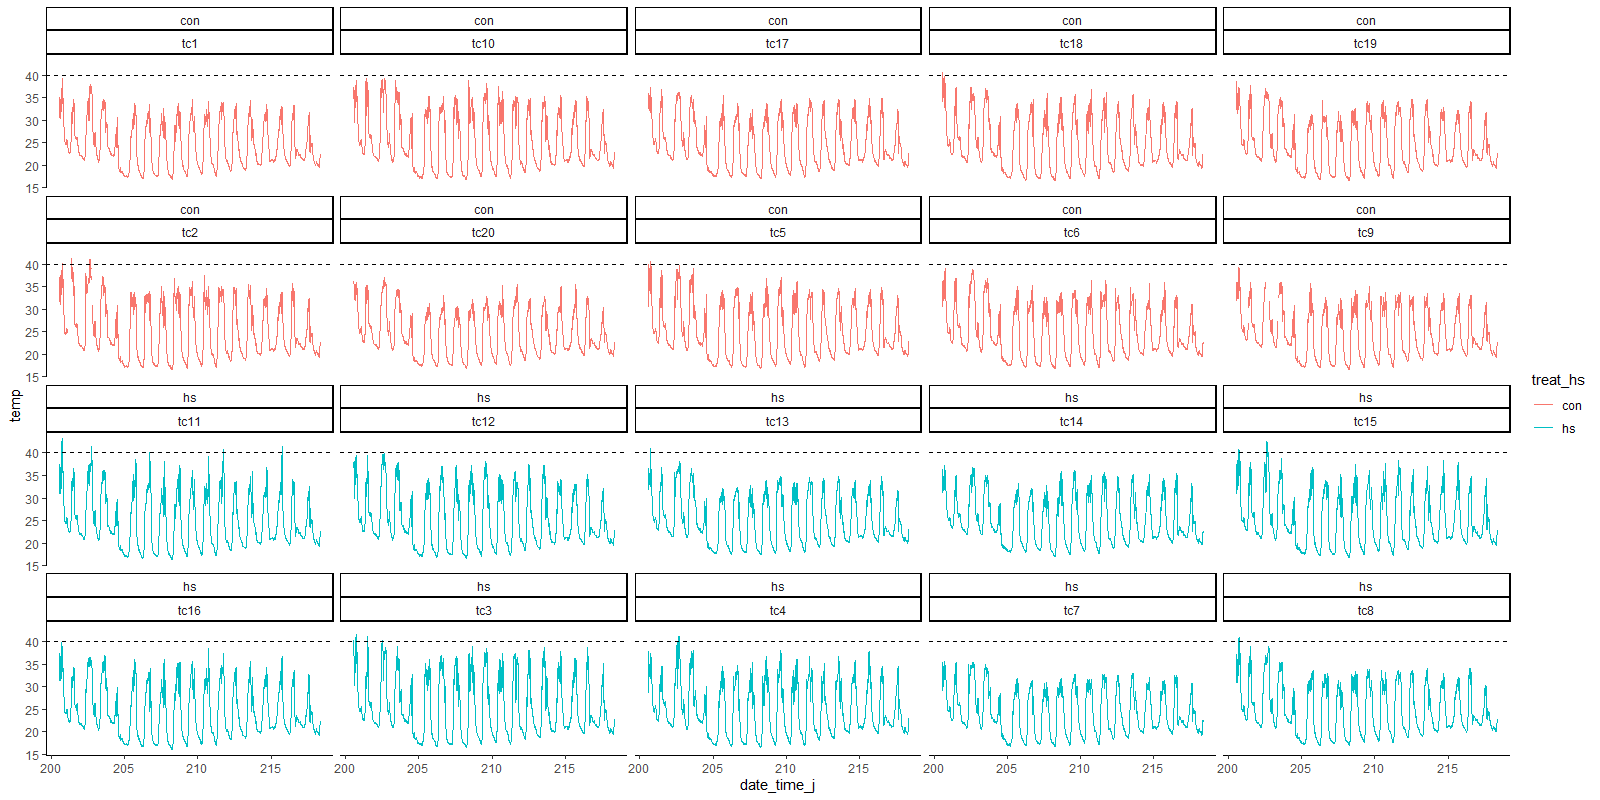 con con con con con
tc1 tc10 tc17 tc18 tc19
40
35
30
25
20
15
con con con con con
tc2 tc20 tc5 tc6 tc9
40
35
30
25
20
15
temp
hs hs hs hs hs
tc11 tc12 tc13 tc14 tc15
40
35
30
25
20
15
hs hs hs hs hs
tc16 tc3 tc4 tc7 tc8
40
35
30
25
20
15
200 205 210 215 200 205 210 215 200 205 210 215 200 205 210 215 200 205 210 215
date_time_j
treat_hs
con
hs